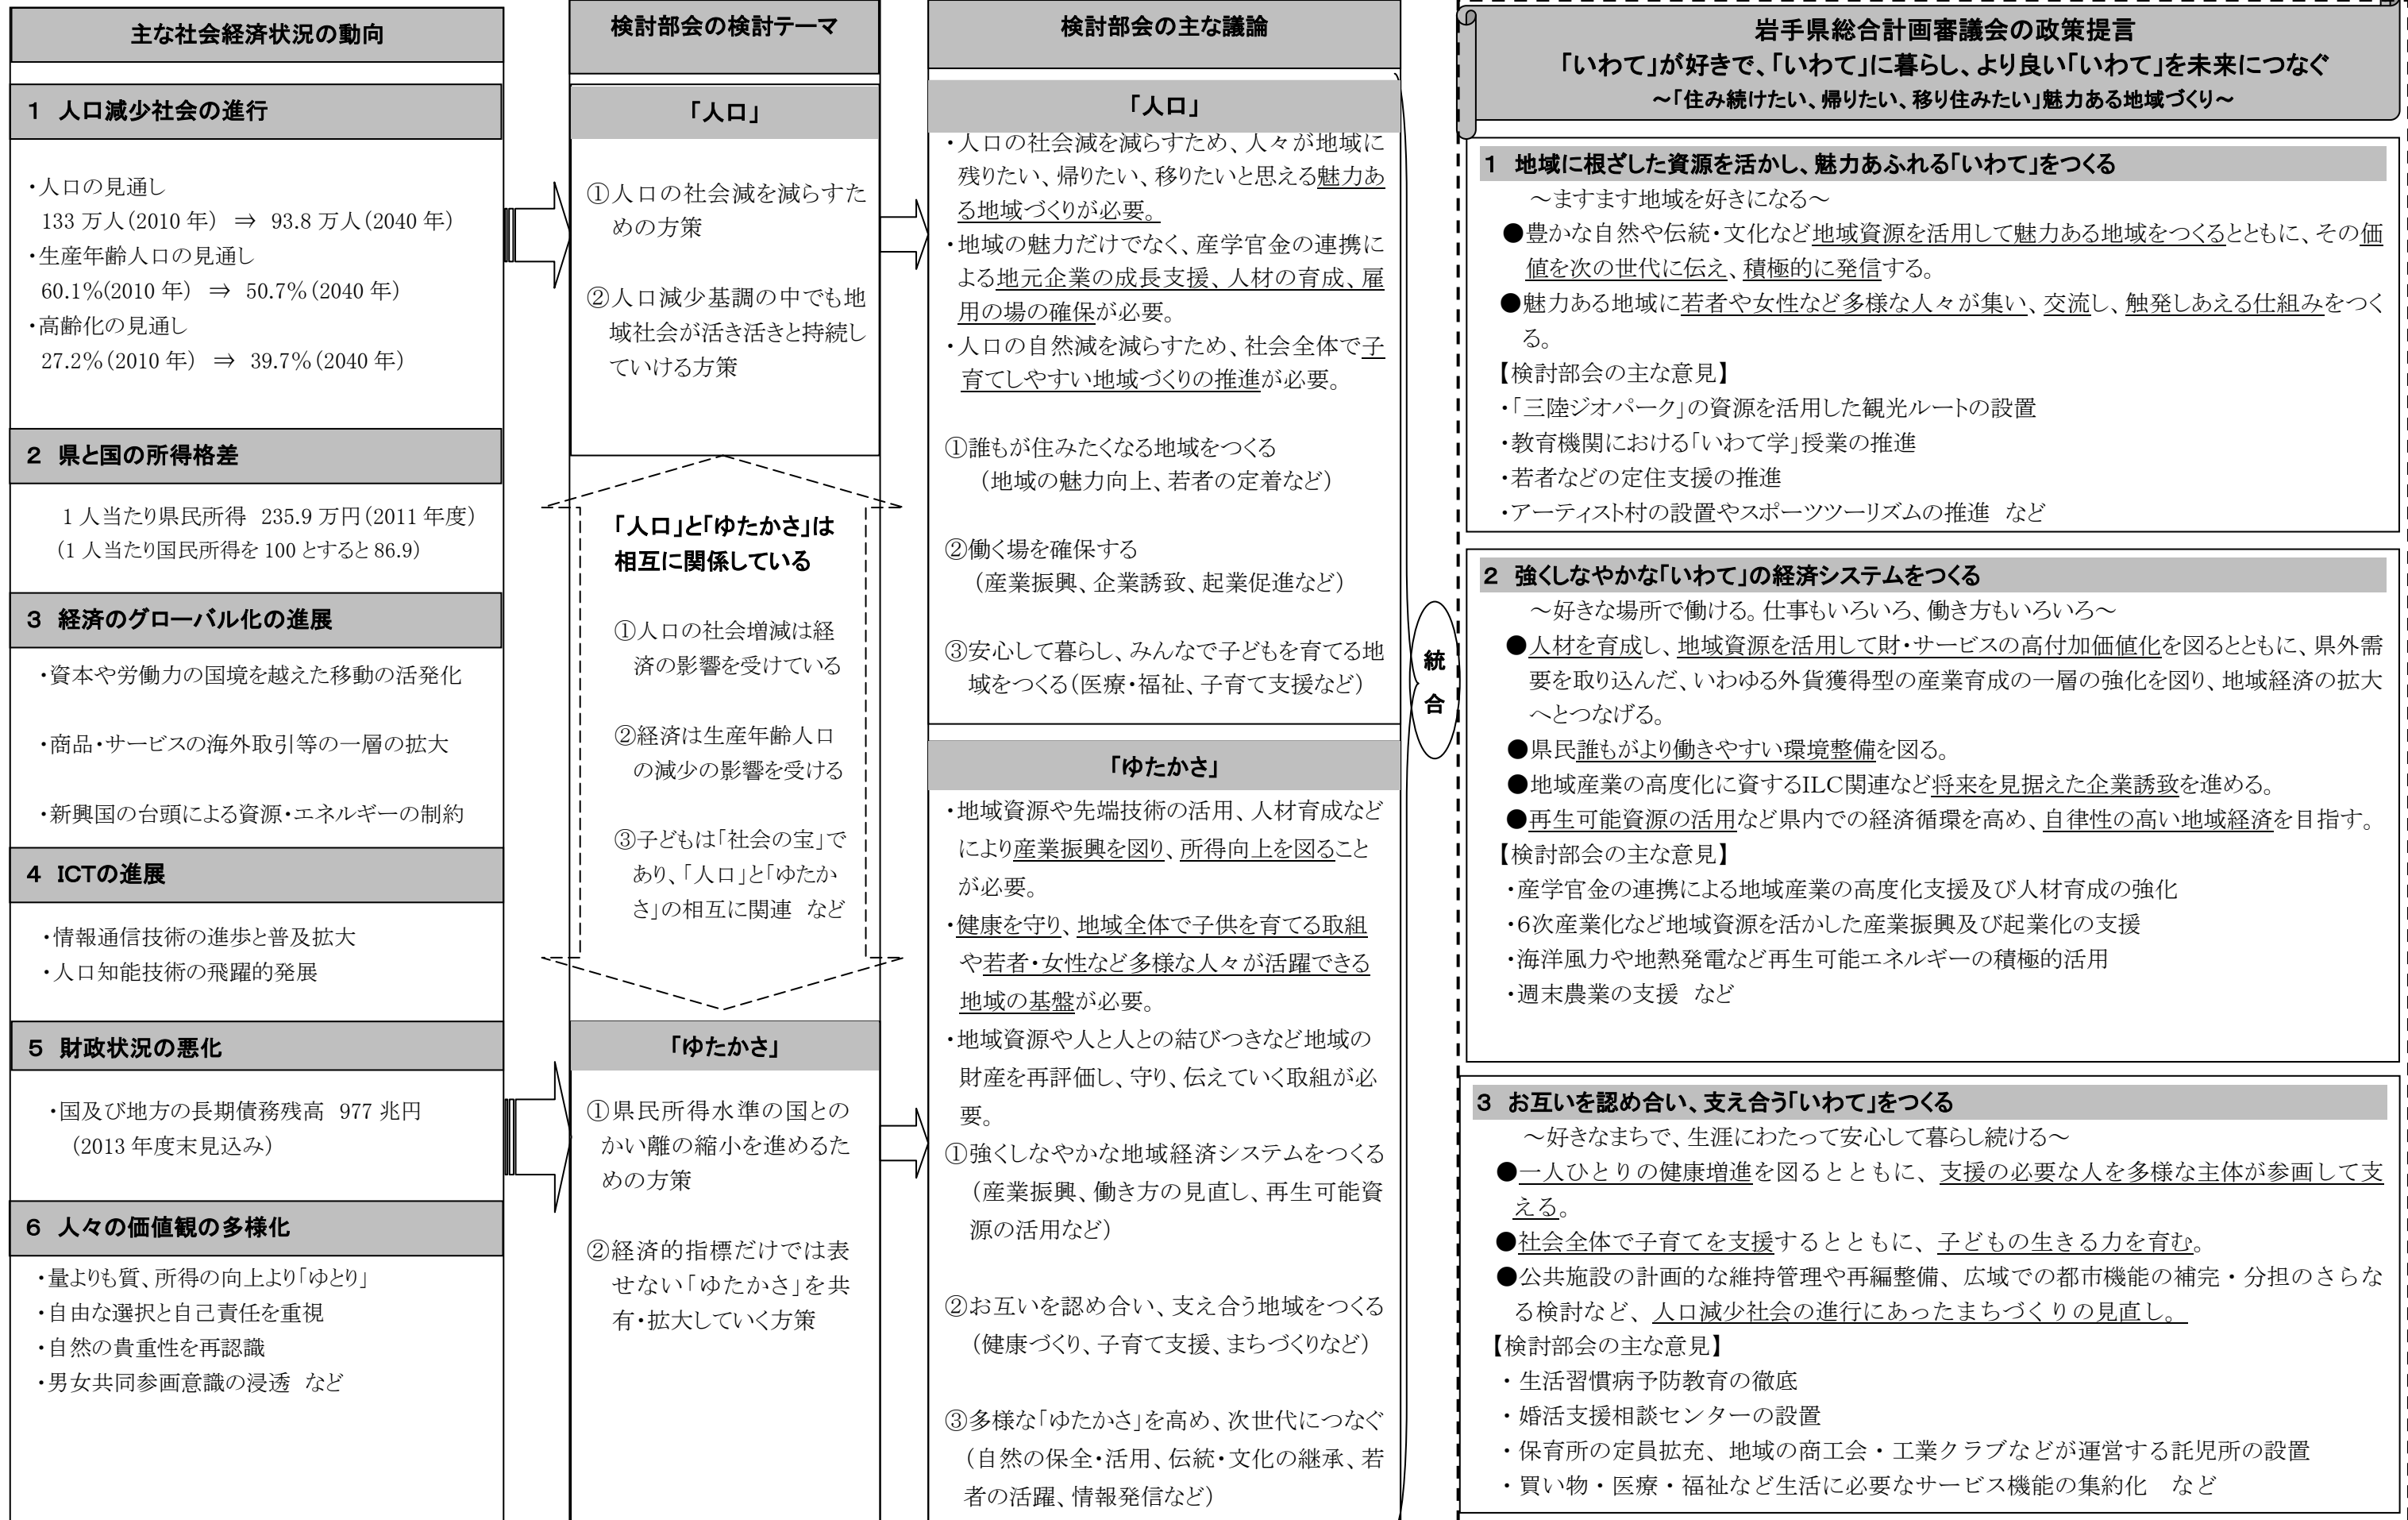 主な社会経済状況の動向
1 人口減少社会の進行
・人口の見通し
133 万人(2010 年) ⇒ 93.8 万人(2040 年)
・生産年齢人口の見通し
60.1%(2010 年) ⇒ 50.7%(2040 年)
・高齢化の見通し
27.2%(2010 年) ⇒ 39.7%(2040 年)
2 県と国の所得格差
1 人当たり県民所得 235.9 万円(2011 年度)
(1 人当たり国民所得を 100 とすると 86.9)
3 経済のグローバル化の進展
・資本や労働力の国境を越えた移動の活発化
・商品・サービスの海外取引等の一層の拡大
・新興国の台頭による資源・エネルギーの制約
4 ICTの進展
・情報通信技術の進歩と普及拡大
・人口知能技術の飛躍的発展
5 財政状況の悪化
・国及び地方の長期債務残高 977 兆円
(2013 年度末見込み)
6 人々の価値観の多様化
・量よりも質、所得の向上より「ゆとり」
・自由な選択と自己責任を重視
・自然の貴重性を再認識
・男女共同参画意識の浸透 など
検討部会の検討テーマ
「人口」
①人口の社会減を減らすた
めの方策
②人口減少基調の中でも地
域社会が活き活きと持続し
ていける方策
「人口」と「ゆたかさ」は
相互に関係している
①人口の社会増減は経
済の影響を受けている
②経済は生産年齢人口
の減少の影響を受ける
③子どもは「社会の宝」で
あり、「人口」と「ゆたか
さ」の相互に関連 など
「ゆたかさ」
①県民所得水準の国との
かい離の縮小を進めるた
めの方策
②経済的指標だけでは表
せない「ゆたかさ」を共
有・拡大していく方策
検討部会の主な議論
「人口」
・人口の社会減を減らすため、人々が地域に
残りたい、帰りたい、移りたいと思える魅力あ
る地域づくりが必要。
・地域の魅力だけでなく、産学官金の連携に
よる地元企業の成長支援、人材の育成、雇
用の場の確保が必要。
・人口の自然減を減らすため、社会全体で子
育てしやすい地域づくりの推進が必要。
①誰もが住みたくなる地域をつくる
(地域の魅力向上、若者の定着など)
②働く場を確保する
(産業振興、企業誘致、起業促進など)
③安心して暮らし、みんなで子どもを育てる地
域をつくる(医療・福祉、子育て支援など)
「ゆたかさ」
・地域資源や先端技術の活用、人材育成など
により産業振興を図り、所得向上を図ること
が必要。
・健康を守り、地域全体で子供を育てる取組
や若者・女性など多様な人々が活躍できる
地域の基盤が必要。
・地域資源や人と人との結びつきなど地域の
財産を再評価し、守り、伝えていく取組が必
要。
①強くしなやかな地域経済システムをつくる
(産業振興、働き方の見直し、再生可能資
源の活用など)
②お互いを認め合い、支え合う地域をつくる
(健康づくり、子育て支援、まちづくりなど)
③多様な「ゆたかさ」を高め、次世代につなぐ
(自然の保全・活用、伝統・文化の継承、若
者の活躍、情報発信など)
統
合
岩手県総合計画審議会の政策提言
「いわて」が好きで、「いわて」に暮らし、より良い「いわて」を未来につなぐ
～「住み続けたい、帰りたい、移り住みたい」魅力ある地域づくり～
1 地域に根ざした資源を活かし、魅力あふれる「いわて」をつくる
～ますます地域を好きになる～
●豊かな自然や伝統・文化など地域資源を活用して魅力ある地域をつくるとともに、その価
値を次の世代に伝え、積極的に発信する。
●魅力ある地域に若者や女性など多様な人々が集い、交流し、触発しあえる仕組みをつく
る。
【検討部会の主な意見】
・「三陸ジオパーク」の資源を活用した観光ルートの設置
・教育機関における「いわて学」授業の推進
・若者などの定住支援の推進
・アーティスト村の設置やスポーツツーリズムの推進 など
2 強くしなやかな「いわて」の経済システムをつくる
～好きな場所で働ける。仕事もいろいろ、働き方もいろいろ～
●人材を育成し、地域資源を活用して財・サービスの高付加価値化を図るとともに、県外需
要を取り込んだ、いわゆる外貨獲得型の産業育成の一層の強化を図り、地域経済の拡大
へとつなげる。
●県民誰もがより働きやすい環境整備を図る。
●地域産業の高度化に資するILC関連など将来を見据えた企業誘致を進める。
●再生可能資源の活用など県内での経済循環を高め、自律性の高い地域経済を目指す。
【検討部会の主な意見】
・産学官金の連携による地域産業の高度化支援及び人材育成の強化
・6次産業化など地域資源を活かした産業振興及び起業化の支援
・海洋風力や地熱発電など再生可能エネルギーの積極的活用
・週末農業の支援 など
3 お互いを認め合い、支え合う「いわて」をつくる
～好きなまちで、生涯にわたって安心して暮らし続ける～
●一人ひとりの健康増進を図るとともに、支援の必要な人を多様な主体が参画して支
える。
●社会全体で子育てを支援するとともに、子どもの生きる力を育む。
●公共施設の計画的な維持管理や再編整備、広域での都市機能の補完・分担のさらな
る検討など、人口減少社会の進行にあったまちづくりの見直し。
【検討部会の主な意見】
・生活習慣病予防教育の徹底
・婚活支援相談センターの設置
・保育所の定員拡充、地域の商工会・工業クラブなどが運営する託児所の設置
・買い物・医療・福祉など生活に必要なサービス機能の集約化 など